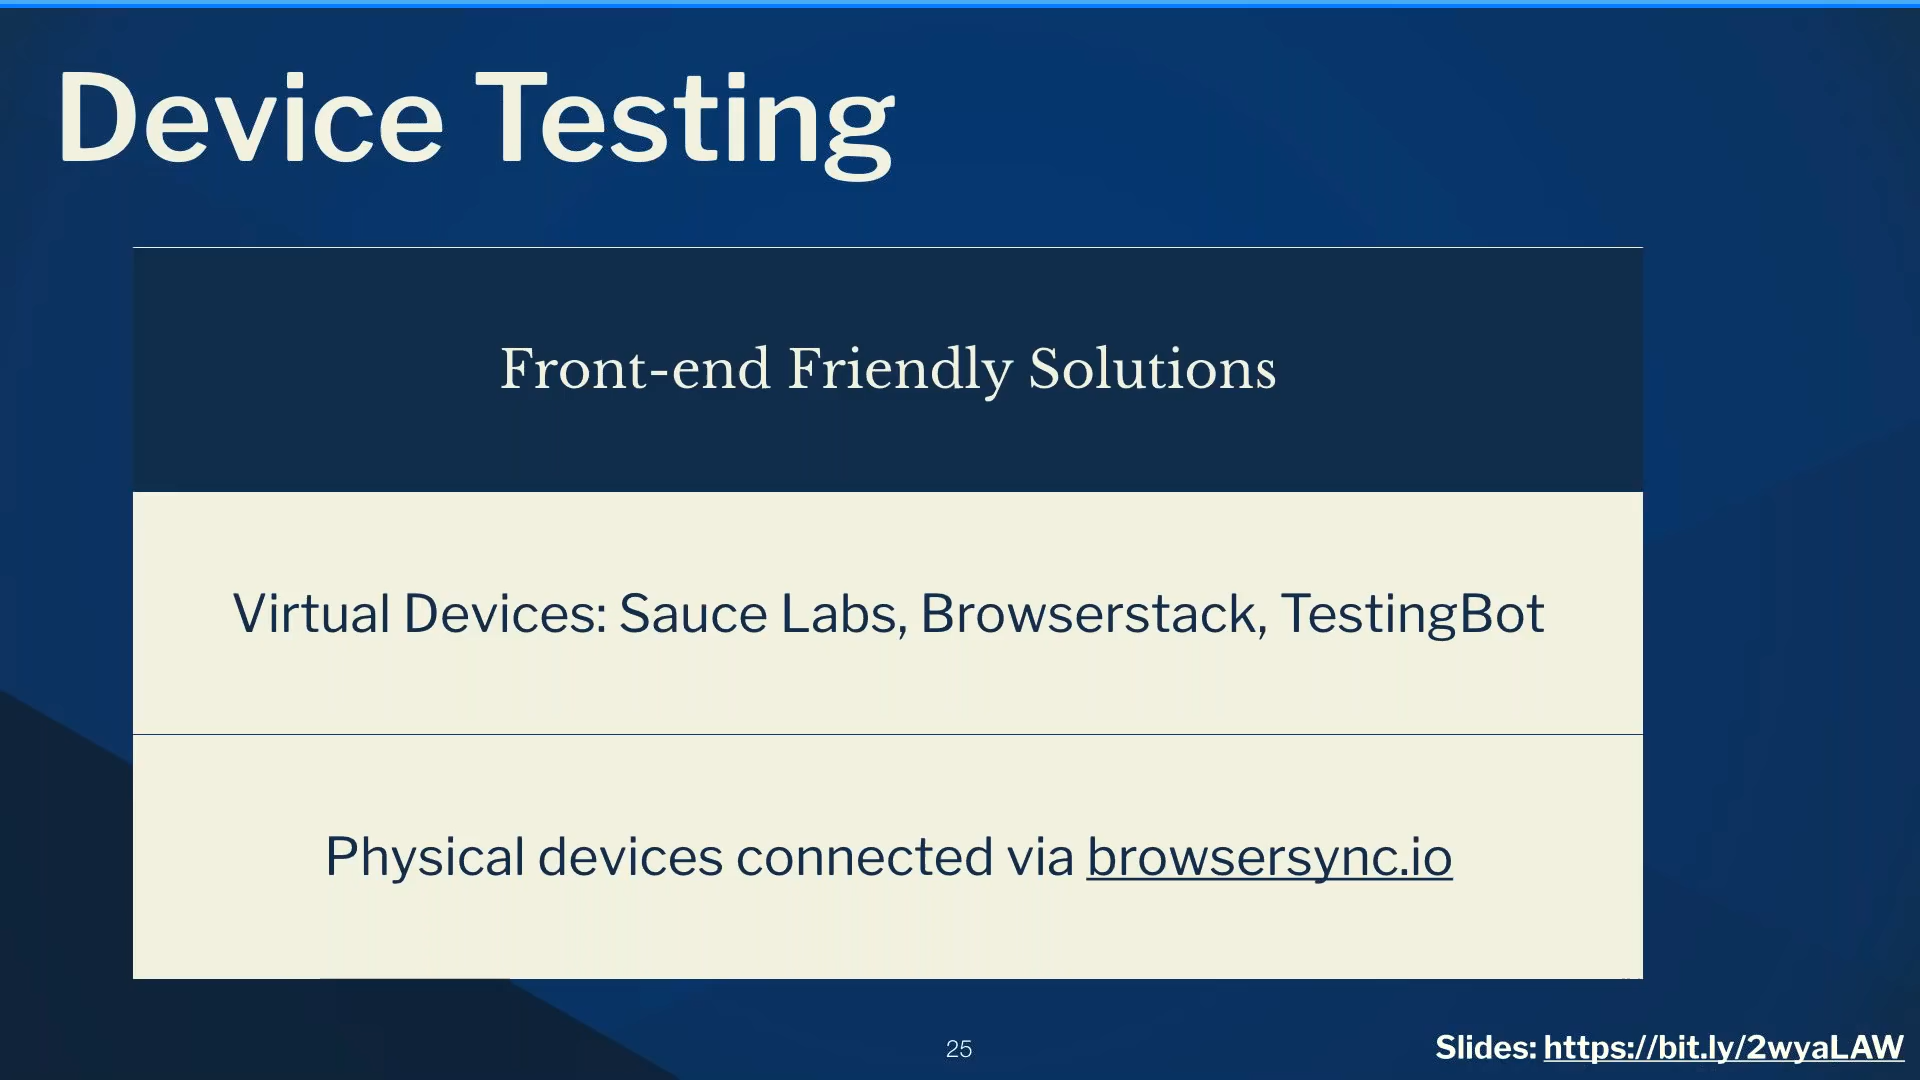 Device Testing
Front-end Friendly Solutions
Virtual Devices: Sauce Labs, Browserstack, TestingBot
Physical devices connected via browsersync.io
25
Slides: https://bit.ly/2wyaLAW